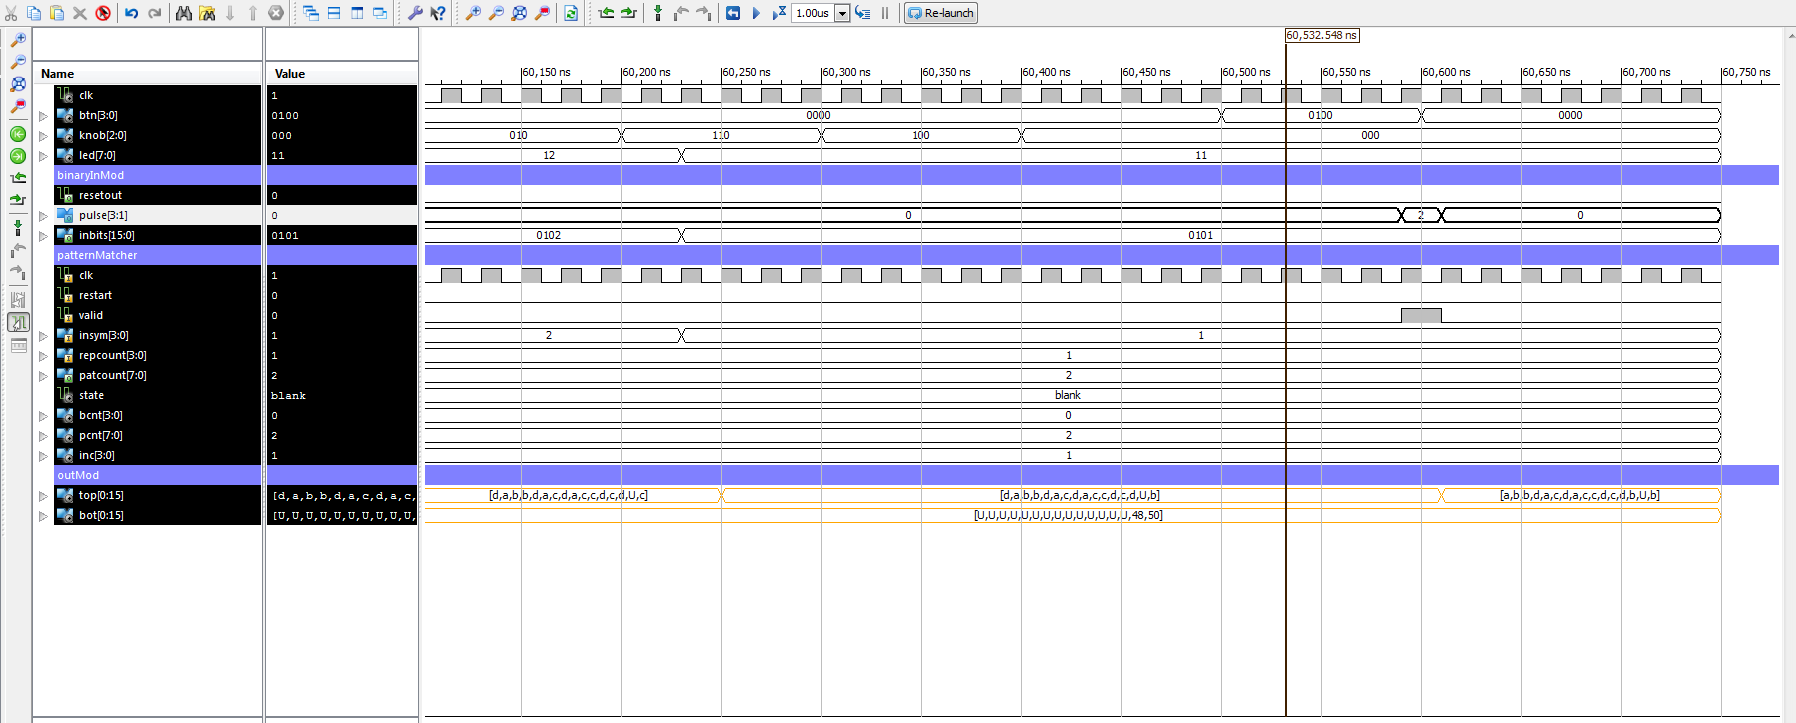 1.00us
Re-launch
60,532.548 ns
Name Value
60,150 ns 60,200 ns 60,250 ns 60,300 ns 60,350 ns 60,400 ns 60,450 ns 60,500 ns 60,550 ns 60,600 ns 60,650 ns 60,700 ns 60,750 ns
clk 1
btn[3:0] 0100 0000 0100 0000
knob[2:0] 000 010 110 100 000
led[7:0] 11 12 11
binaryInMod
resetout 0
pulse[3:1] 0 0 2 0
inbits[15:0] 0101 0102 0101
patternMatcher
clk 1
restart 0
valid 0
insym[3:0] 1 2 1
repcount[3:0] 1 1
patcount[7:0] 2 2
state blank blank
bcnt[3:0] 0 0
pcnt[7:0] 2 2
inc[3:0] 1 1
outMod
top[0:15] [d,a,b,b,d,a,c,d,a,c, [d,a,b,b,d,a,c,d,a,c,c,d,c,d,U,c] [d,a,b,b,d,a,c,d,a,c,c,d,c,d,U,b] [a,b,b,d,a,c,d,a,c,c,d,c,d,b,U,b]
bot[0:15] [U,U,U,U,U,U,U,U,U,U, [U,U,U,U,U,U,U,U,U,U,U,U,U,U,48,50]